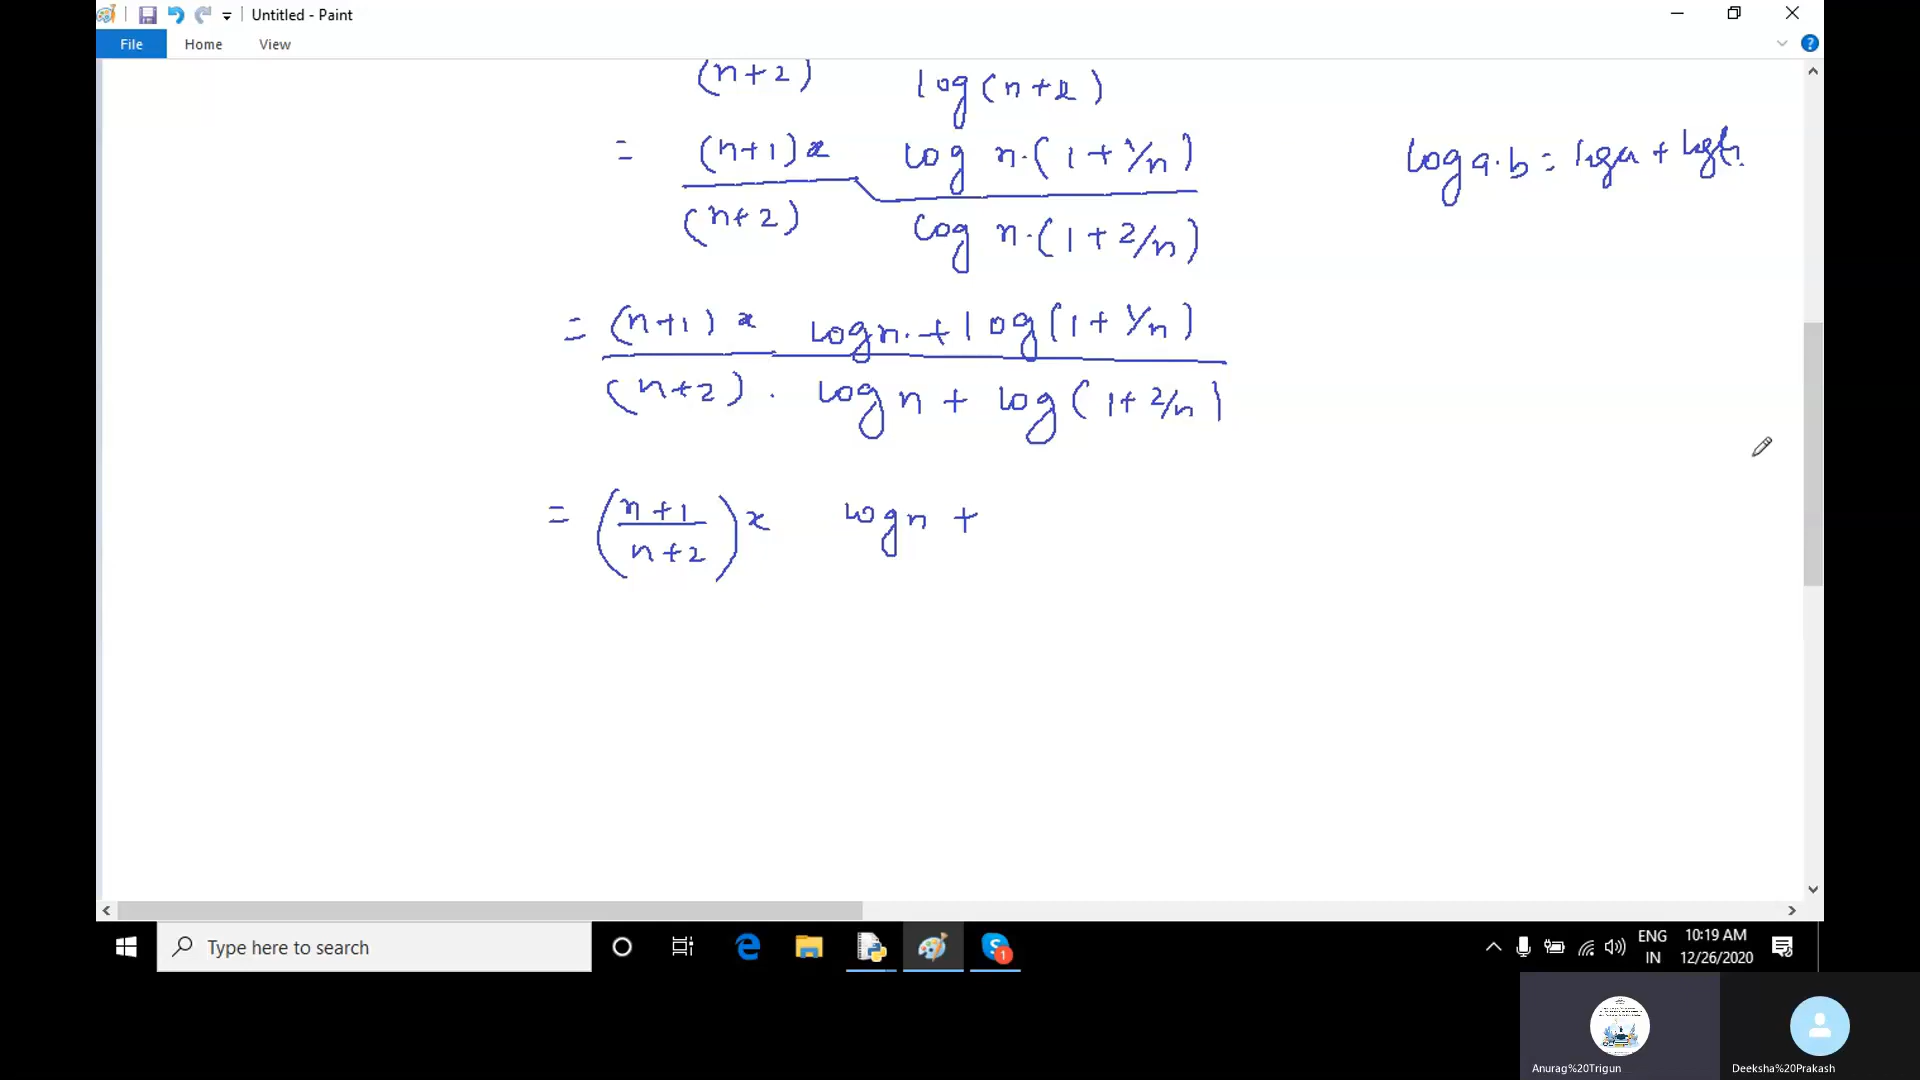 Untitled - Paint
File Home View
(n+2) log(n+2)
= (n+1)x log n·(1+1/n)
log a·b = log a + log b.
(n+2) log n·(1+2/n)
= (n+1)x log n·+log(1+1/n)
(n+2)· log n + log(1+2/n)
= (n+1/n+2)x log n +
Type here to search
1
ENG
IN
10:19 AM
12/26/2020
Anurag%20Trigun
Deeksha%20Prakash